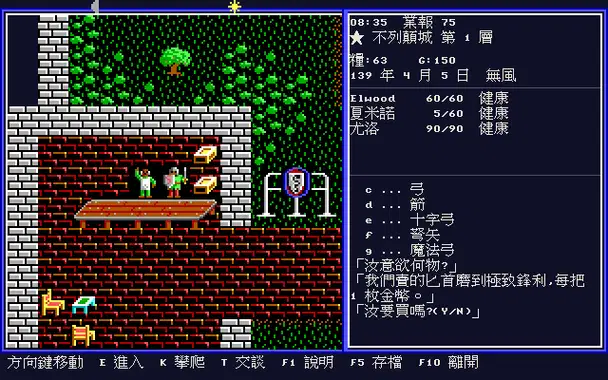 08:35 業報 75
★ 不列顛城 第 1 層
糧:63 G:150
139 年 4 月 5 日 無風
Elwood 60/60 健康
夏米諾 5/60 健康
尤洛 90/90 健康
c ... 弓
d ... 箭
e ... 十字弓
f ... 弩矢
g ... 魔法弓
「汝意欲何物?」
「我們賣的匕首磨到極致鋒利,每把
1 枚金幣。」
「汝要買嗎?(Y/N)」
方向鍵移動 E 進入 K 攀爬 T 交談 F1 說明 F5 存檔 F10 離開